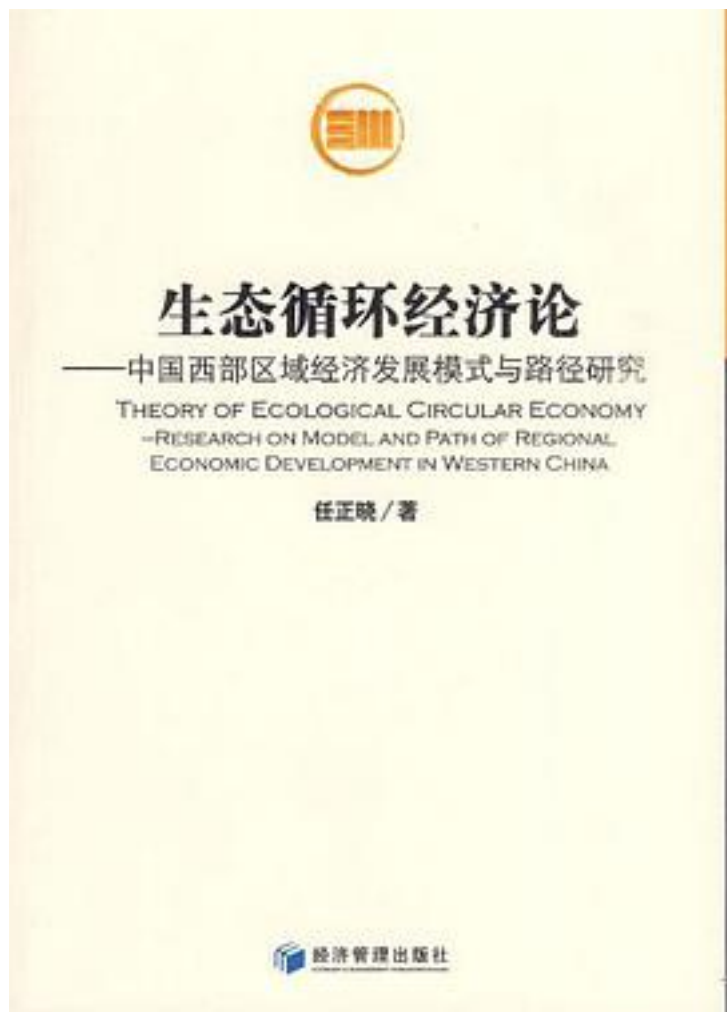 生态循环经济论
——中国西部区域经济发展模式与路径研究
THEORY OF ECOLOGICAL CIRCULAR ECONOMY
–RESEARCH ON MODEL AND PATH OF REGIONAL
ECONOMIC DEVELOPMENT IN WESTERN CHINA
任正晓/著
经济管理出版社